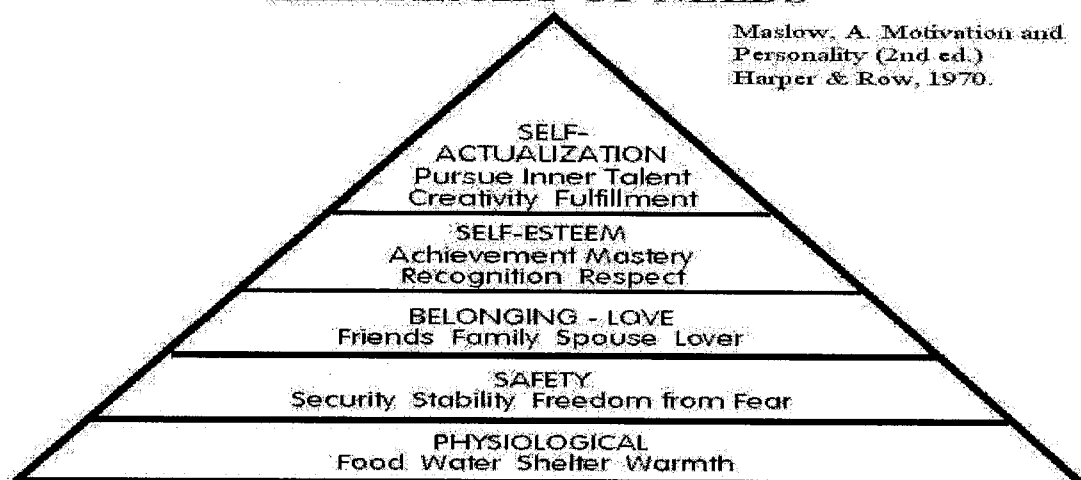 OF NEEDS
Maslow, A. Motivation and
Personality (2nd ed.)
Harper & Row, 1970.
SELF-
ACTUALIZATION
Pursue Inner Talent
Creativity Fulfillment
SELF-ESTEEM
Achievement Mastery
Recognition Respect
BELONGING - LOVE
Friends Family Spouse Lover
SAFETY
Security Stability Freedom from Fear
PHYSIOLOGICAL
Food Water Shelter Warmth